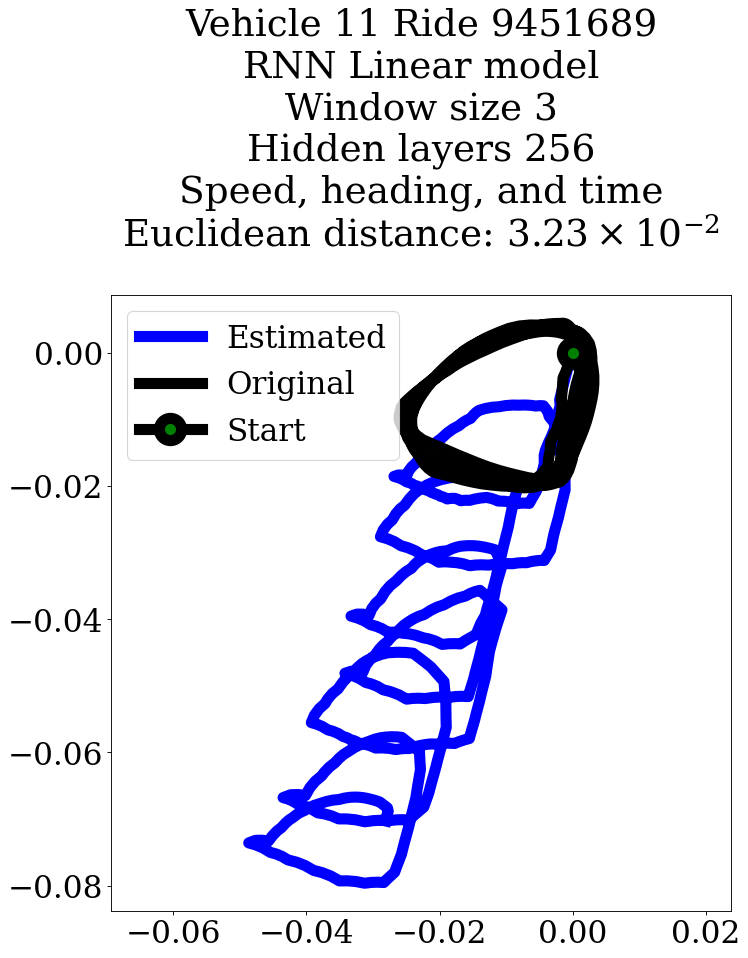 Vehicle 11 Ride 9451689
RNN Linear model
Window size 3
Hidden layers 256
Speed, heading, and time
Euclidean distance: 3.23 × 10⁻²
Estimated
Original
Start
0.00
−0.02
−0.04
−0.06
−0.08
−0.06 −0.04 −0.02 0.00 0.02